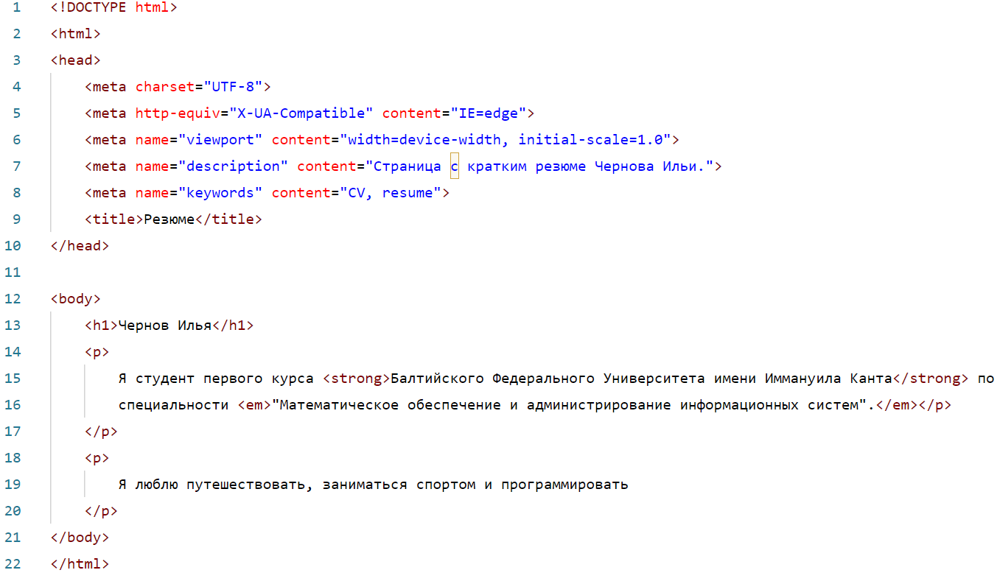 1 <!DOCTYPE html>
2 <html>
3 <head>
4 <meta charset="UTF-8">
5 <meta http-equiv="X-UA-Compatible" content="IE=edge">
6 <meta name="viewport" content="width=device-width, initial-scale=1.0">
7 <meta name="description" content="Страница с кратким резюме Чернова Ильи.">
8 <meta name="keywords" content="CV, resume">
9 <title>Резюме</title>
10 </head>
11
12 <body>
13 <h1>Чернов Илья</h1>
14 <p>
15 Я студент первого курса <strong>Балтийского Федерального Университета имени Иммануила Канта</strong> по
16 специальности <em>"Математическое обеспечение и администрирование информационных систем".</em></p>
17 </p>
18 <p>
19 Я люблю путешествовать, заниматься спортом и программировать
20 </p>
21 </body>
22 </html>